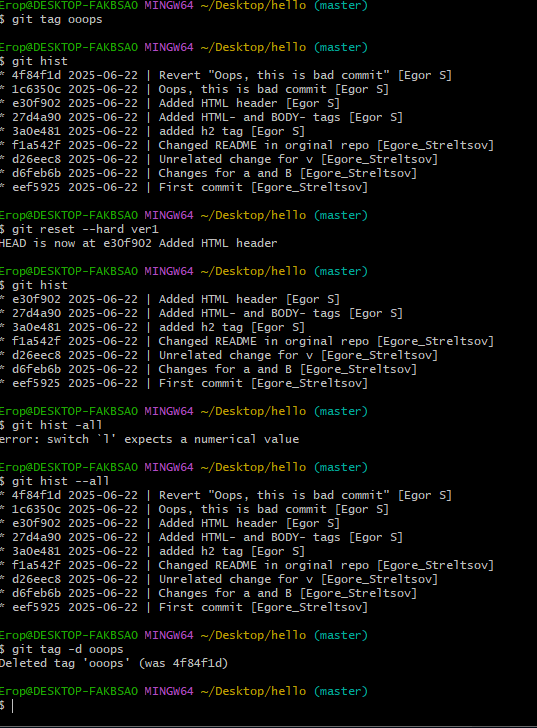 Егор@DESKTOP-FAKBSAO MINGW64 ~/Desktop/hello (master)
$ git tag ooops
Егор@DESKTOP-FAKBSAO MINGW64 ~/Desktop/hello (master)
$ git hist
* 4f84f1d 2025-06-22 | Revert "Oops, this is bad commit" [Egor S]
* 1c6350c 2025-06-22 | Oops, this is bad commit [Egor S]
* e30f902 2025-06-22 | Added HTML header [Egor S]
* 27d4a90 2025-06-22 | Added HTML- and BODY- tags [Egor S]
* 3a0e481 2025-06-22 | added h2 tag [Egor S]
* f1a542f 2025-06-22 | Changed README in orginal repo [Egore_Streltsov]
* d26eec8 2025-06-22 | Unrelated change for v [Egore_Streltsov]
* d6feb6b 2025-06-22 | Changes for a and B [Egore_Streltsov]
* eef5925 2025-06-22 | First commit [Egore_Streltsov]
Егор@DESKTOP-FAKBSAO MINGW64 ~/Desktop/hello (master)
$ git reset --hard ver1
HEAD is now at e30f902 Added HTML header
Егор@DESKTOP-FAKBSAO MINGW64 ~/Desktop/hello (master)
$ git hist
* e30f902 2025-06-22 | Added HTML header [Egor S]
* 27d4a90 2025-06-22 | Added HTML- and BODY- tags [Egor S]
* 3a0e481 2025-06-22 | added h2 tag [Egor S]
* f1a542f 2025-06-22 | Changed README in orginal repo [Egore_Streltsov]
* d26eec8 2025-06-22 | Unrelated change for v [Egore_Streltsov]
* d6feb6b 2025-06-22 | Changes for a and B [Egore_Streltsov]
* eef5925 2025-06-22 | First commit [Egore_Streltsov]
Егор@DESKTOP-FAKBSAO MINGW64 ~/Desktop/hello (master)
$ git hist -all
error: switch `l' expects a numerical value
Егор@DESKTOP-FAKBSAO MINGW64 ~/Desktop/hello (master)
$ git hist --all
* 4f84f1d 2025-06-22 | Revert "Oops, this is bad commit" [Egor S]
* 1c6350c 2025-06-22 | Oops, this is bad commit [Egor S]
* e30f902 2025-06-22 | Added HTML header [Egor S]
* 27d4a90 2025-06-22 | Added HTML- and BODY- tags [Egor S]
* 3a0e481 2025-06-22 | added h2 tag [Egor S]
* f1a542f 2025-06-22 | Changed README in orginal repo [Egore_Streltsov]
* d26eec8 2025-06-22 | Unrelated change for v [Egore_Streltsov]
* d6feb6b 2025-06-22 | Changes for a and B [Egore_Streltsov]
* eef5925 2025-06-22 | First commit [Egore_Streltsov]
Егор@DESKTOP-FAKBSAO MINGW64 ~/Desktop/hello (master)
$ git tag -d ooops
Deleted tag 'ooops' (was 4f84f1d)
Егор@DESKTOP-FAKBSAO MINGW64 ~/Desktop/hello (master)
$